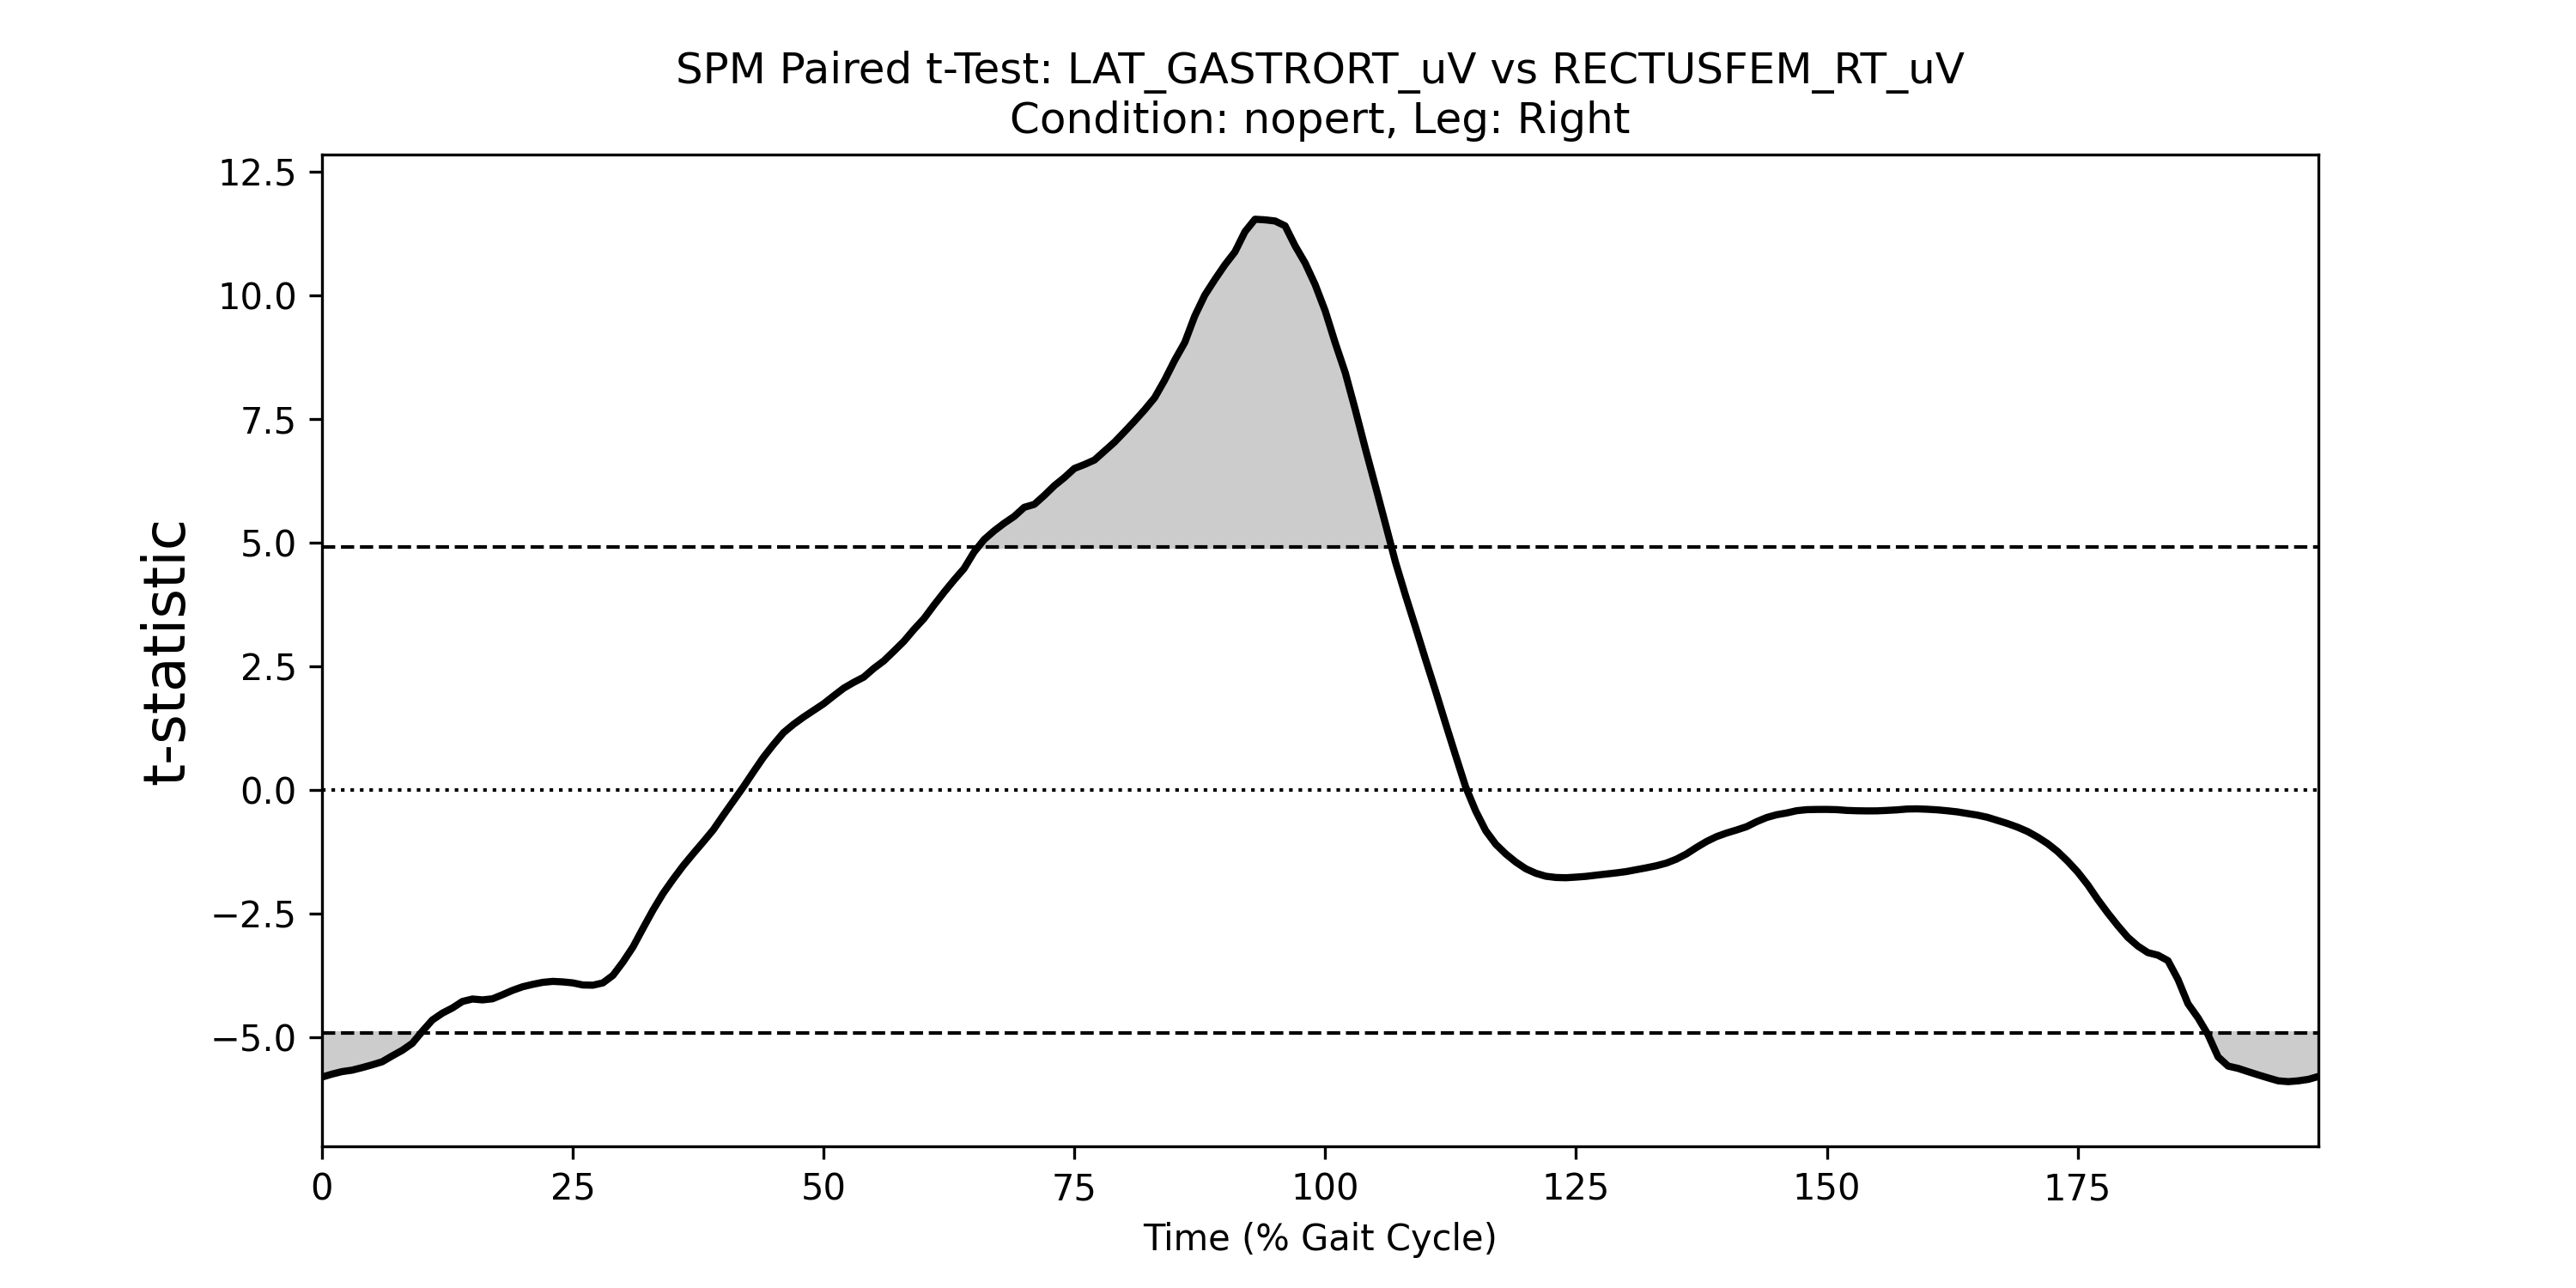 SPM Paired t-Test: LAT_GASTRORT_uV vs RECTUSFEM_RT_uV
Condition: nopert, Leg: Right
12.5
10.0
7.5
5.0
2.5
0.0
−2.5
−5.0
t-statistic
0 25 50 75 100 125 150 175
Time (% Gait Cycle)